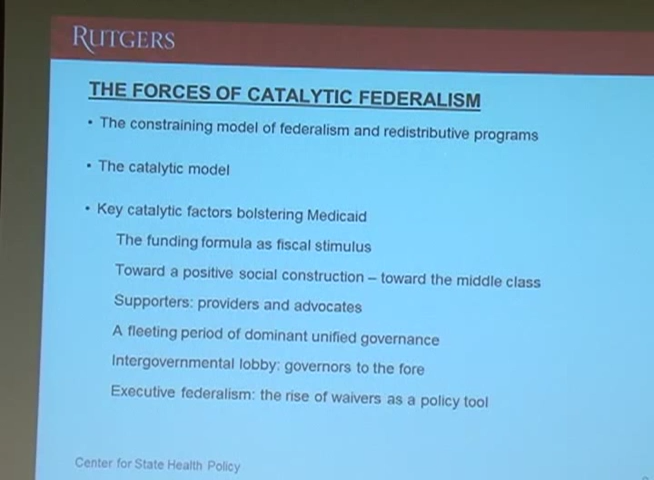 RUTGERS
THE FORCES OF CATALYTIC FEDERALISM
• The constraining model of federalism and redistributive programs
• The catalytic model
• Key catalytic factors bolstering Medicaid
The funding formula as fiscal stimulus
Toward a positive social construction – toward the middle class
Supporters: providers and advocates
A fleeting period of dominant unified governance
Intergovernmental lobby: governors to the fore
Executive federalism: the rise of waivers as a policy tool
Center for State Health Policy